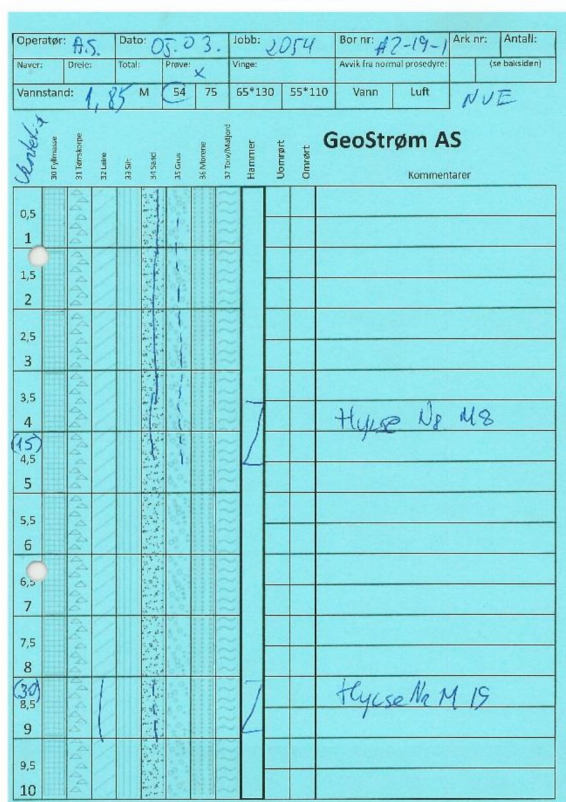 Operatør: A.S. Dato: 05.03. Jobb: 2054 Bor nr: A2-19-1 Ark nr: Antall:
Naver: Dreie: Total: Prøve: x Vinge: Avvik fra normal prosedyre: (se baksiden)
Vannstand: 1,85 M 54 75 65*130 55*110 Vann Luft NVE
30 Fyllmasse 31 Tørrskorpe 32 Leire 33 Silt 34 Sand 35 Grus 36 Morene 37 Torv/Matjord Hammer Uomrørt Omrørt
GeoStrøm AS
Kommentarer
0,5
1
1,5
2
2,5
3
3,5
4 Hylse No M8
(15)
4,5
5
5,5
6
6,5
7
7,5
8
(30) Hylse No M 19
8,5
9
9,5
10